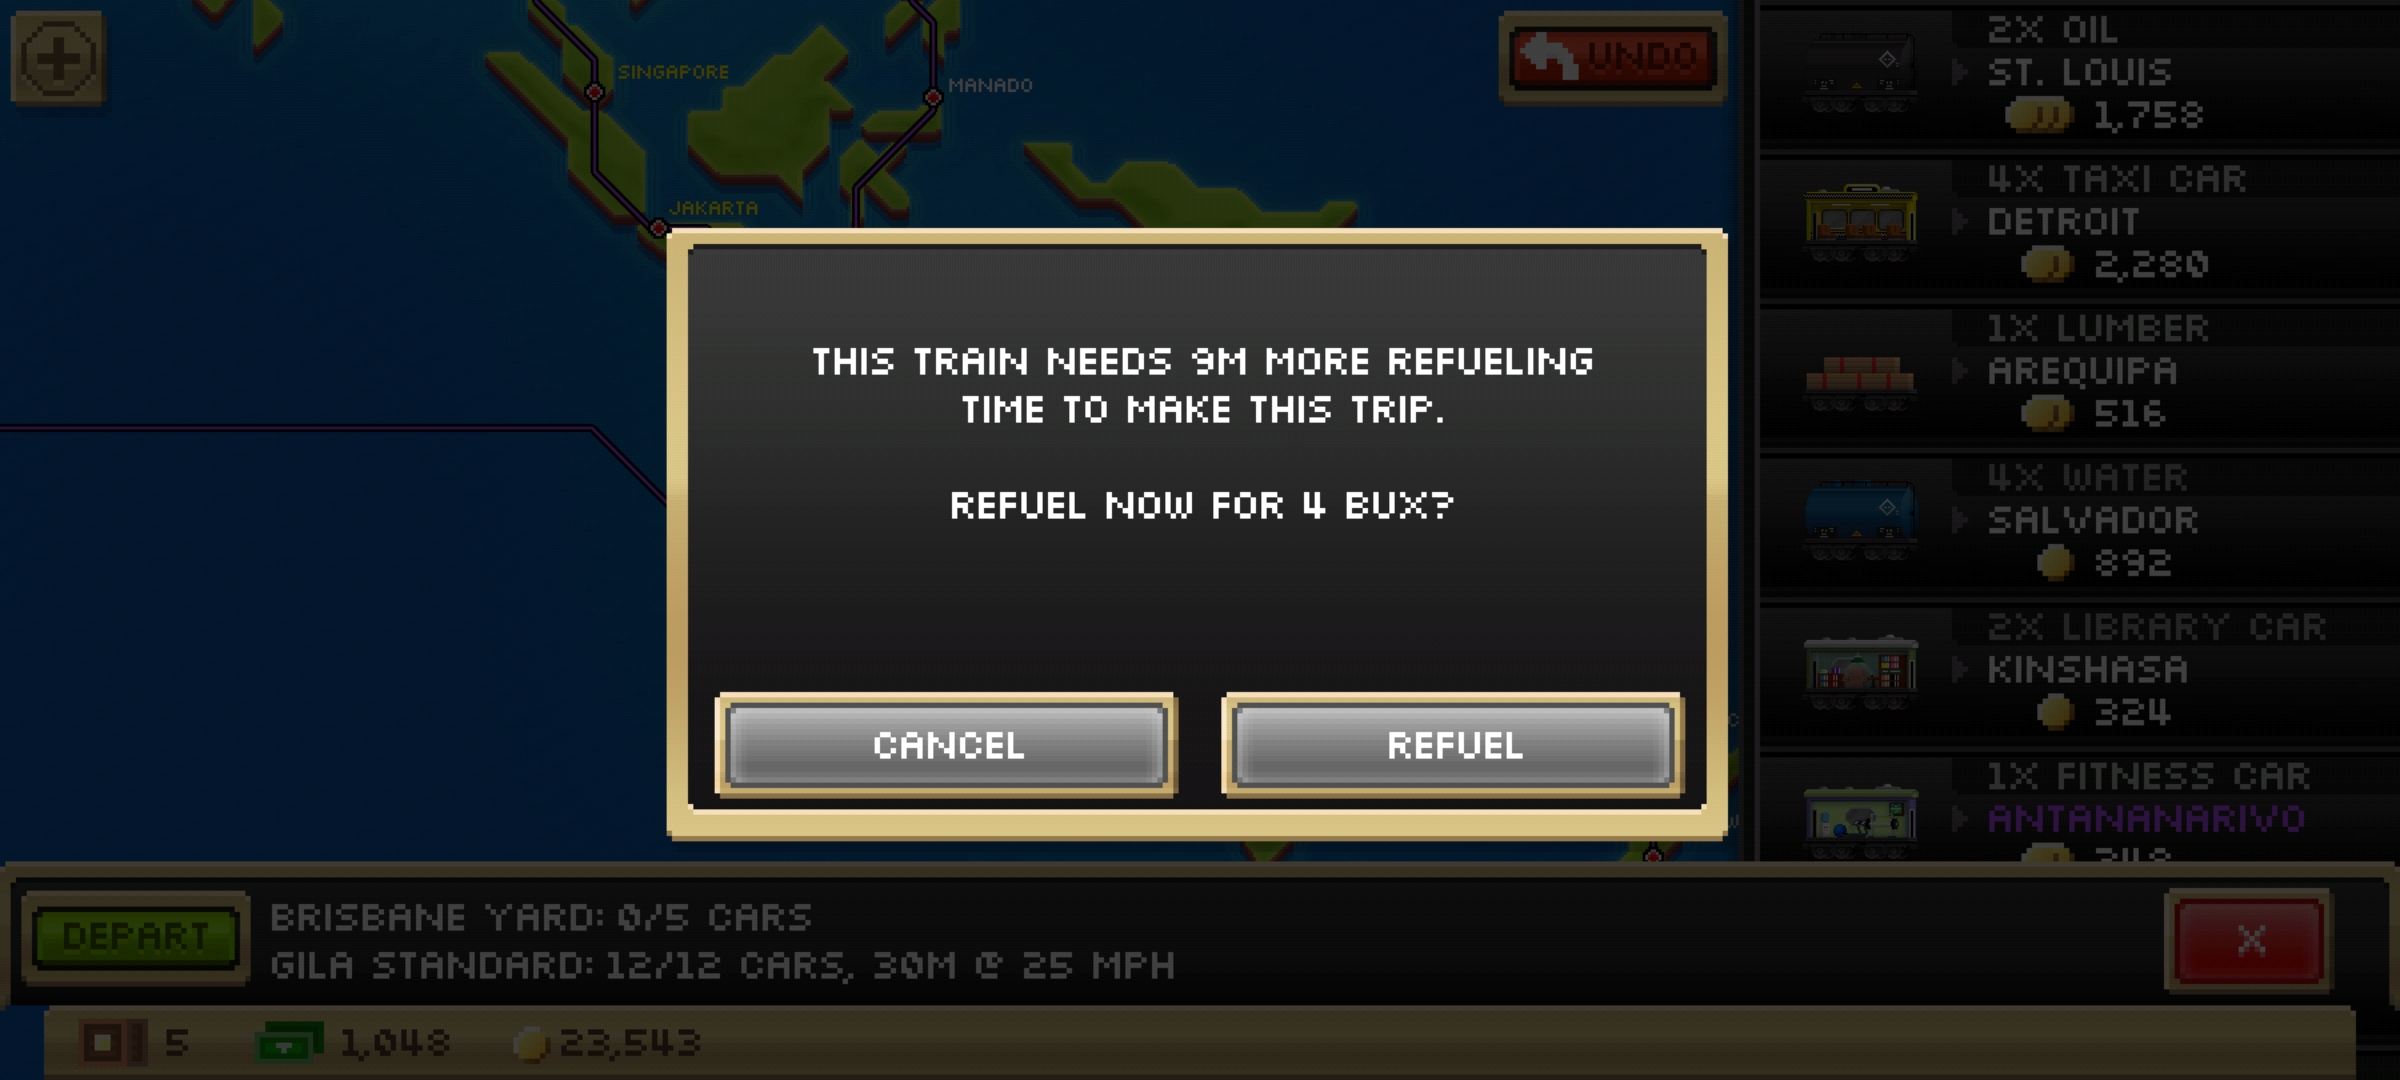 SINGAPORE
MANADO
JAKARTA
UNDO
2X OIL
ST. LOUIS
1,758
4X TAXI CAR
DETROIT
2,280
1X LUMBER
AREQUIPA
516
4X WATER
SALVADOR
892
2X LIBRARY CAR
KINSHASA
324
1X FITNESS CAR
ANTANANARIVO
THIS TRAIN NEEDS 9M MORE REFUELING
TIME TO MAKE THIS TRIP.
REFUEL NOW FOR 4 BUX?
CANCEL
REFUEL
DEPART
BRISBANE YARD: 0/5 CARS
GILA STANDARD: 12/12 CARS, 30M @ 25 MPH
X
5
1,048
23,543